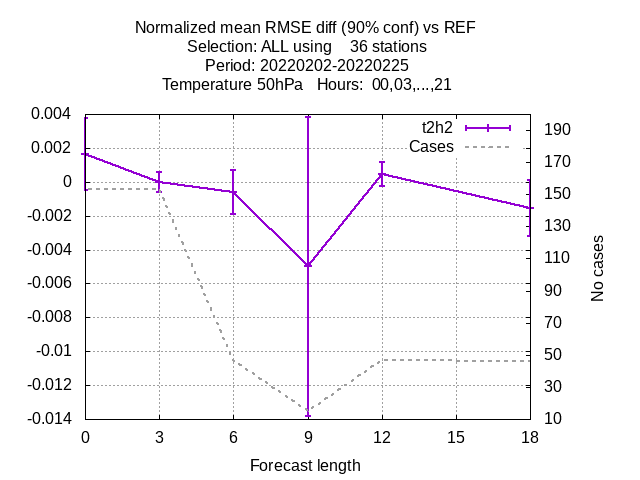 Normalized mean RMSE diff (90% conf) vs REF
Selection: ALL using    36 stations
Period: 20220202-20220225
Temperature 50hPa   Hours:  00,03,...,21
t2h2
Cases
0.004
0.002
0
-0.002
-0.004
-0.006
-0.008
-0.01
-0.012
-0.014
190
170
150
130
110
90
70
50
30
10
No cases
0 3 6 9 12 15 18
Forecast length